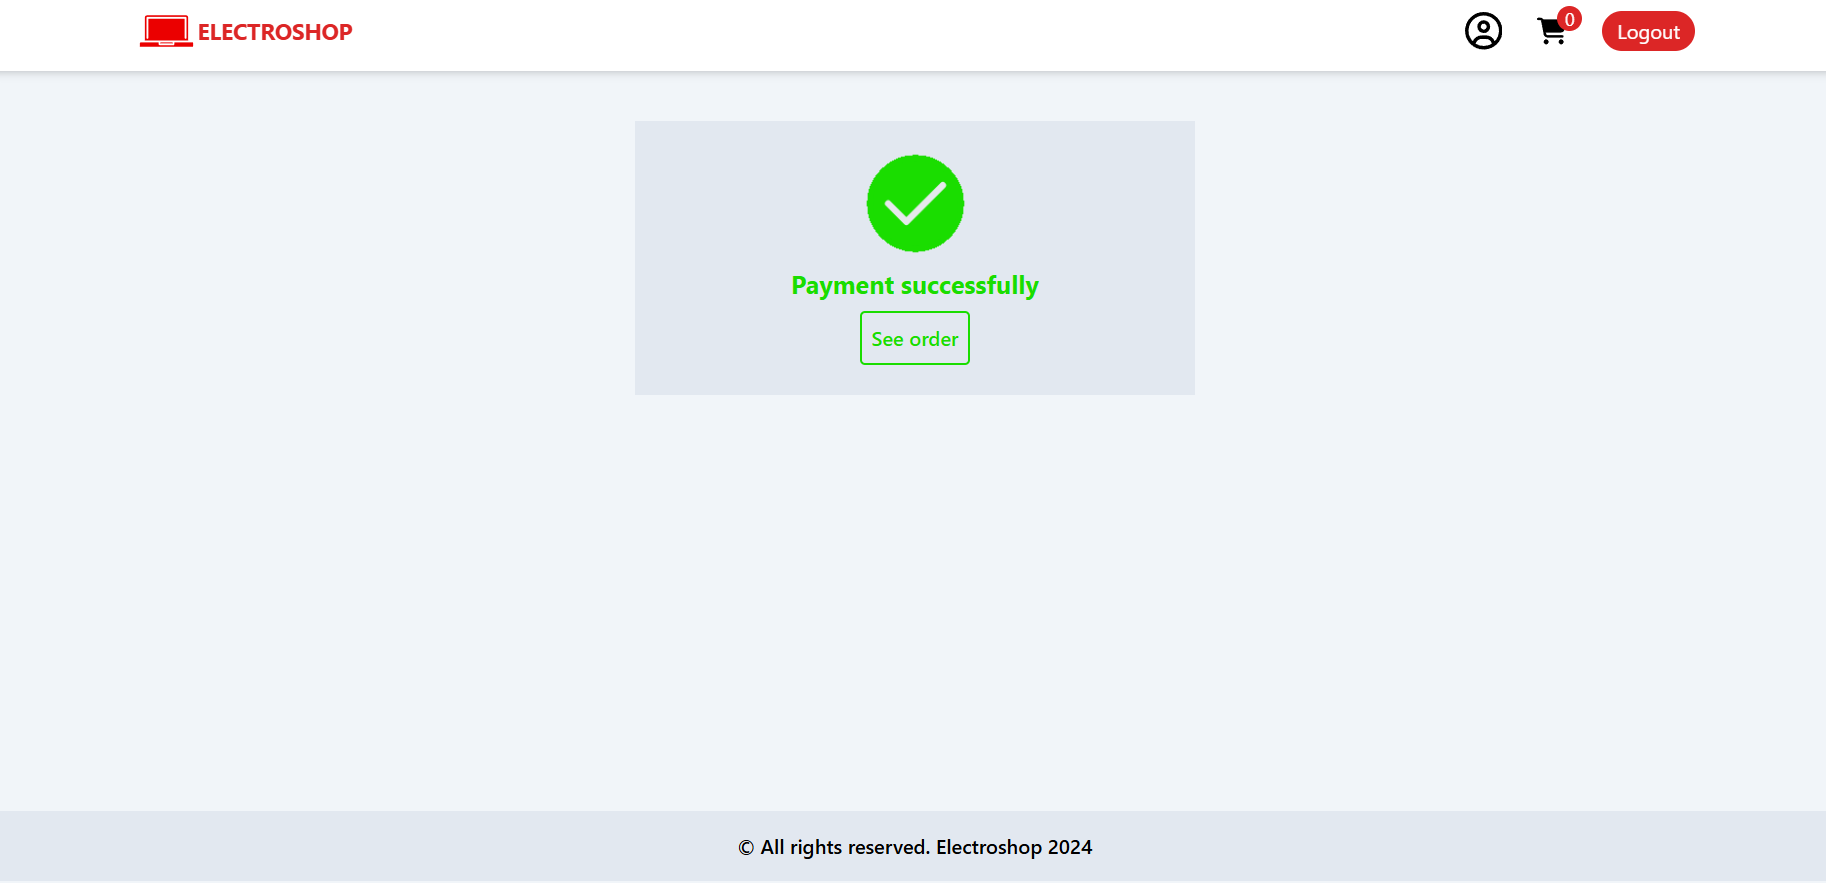 ELECTROSHOP
0
Logout
Payment successfully
See order
© All rights reserved. Electroshop 2024